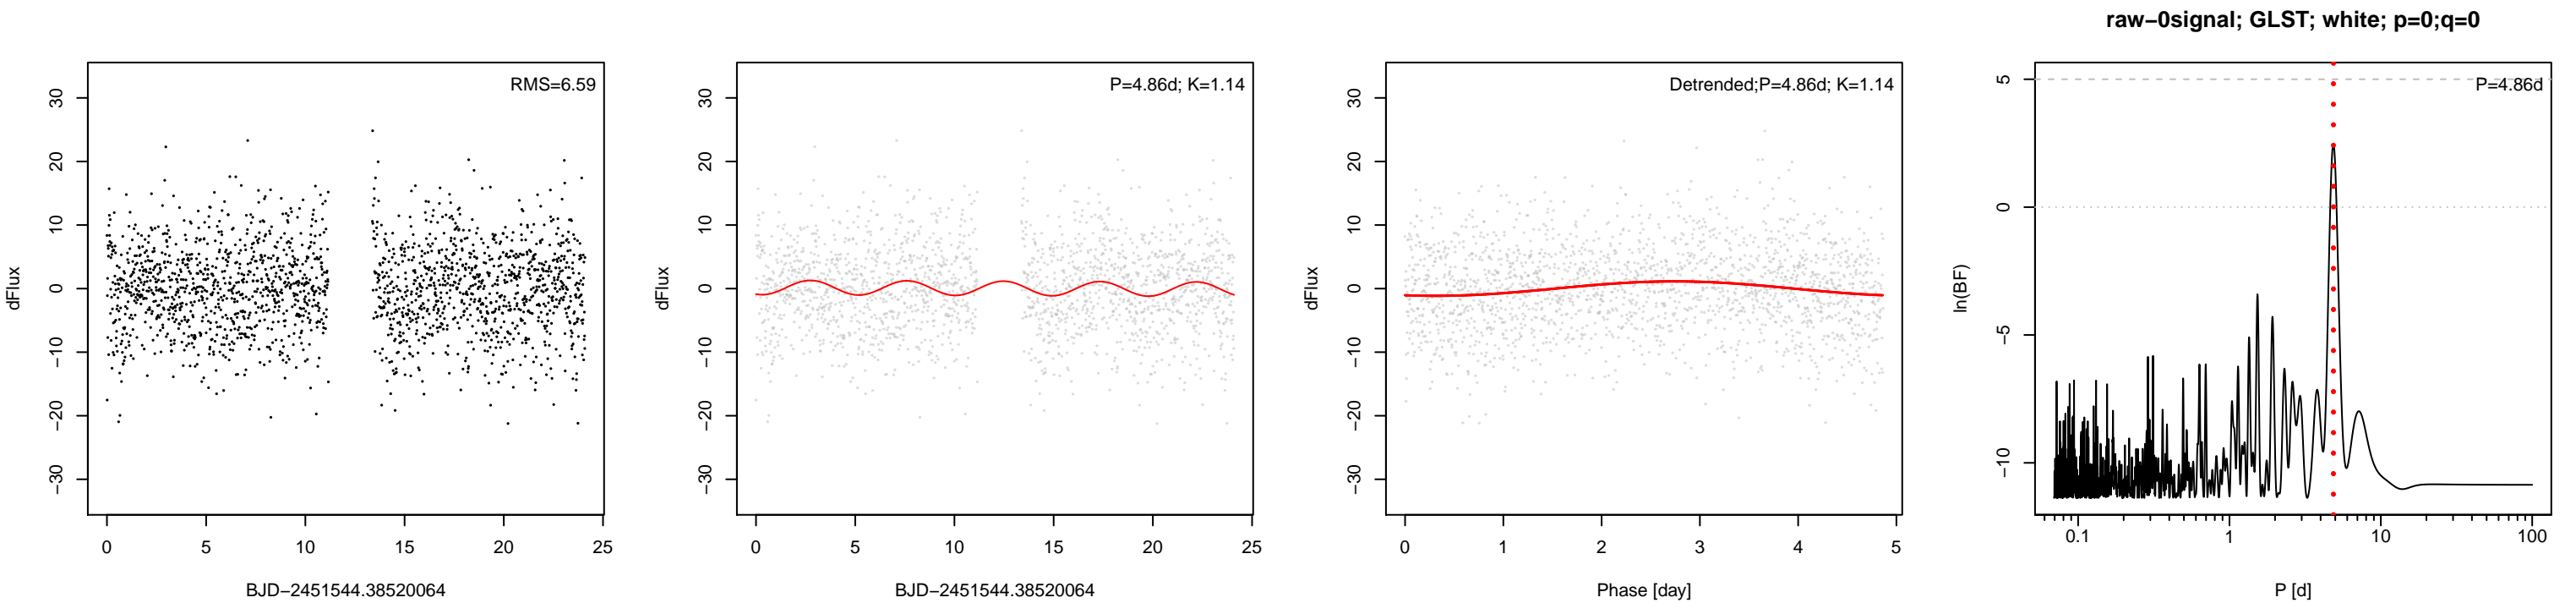 raw−0signal; GLST; white; p=0;q=0
RMS=6.59
dFlux
30
20
10
0
−10
−20
−30
0 5 10 15 20 25
BJD−2451544.38520064
P=4.86d; K=1.14
dFlux
30
20
10
0
−10
−20
−30
0 5 10 15 20 25
BJD−2451544.38520064
Detrended;P=4.86d; K=1.14
dFlux
30
20
10
0
−10
−20
−30
0 1 2 3 4 5
Phase [day]
P=4.86d
ln(BF)
5
0
−5
−10
0.1 1 10 100
P [d]